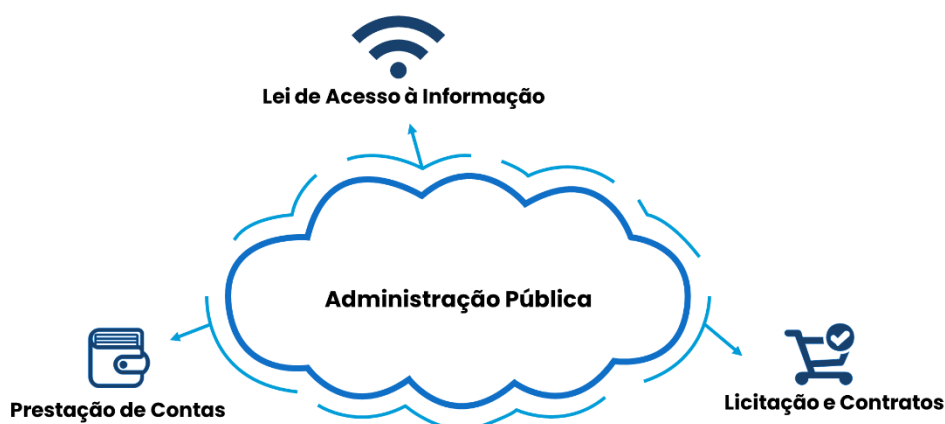 Lei de Acesso à Informação
Administração Pública
Prestação de Contas
Licitação e Contratos